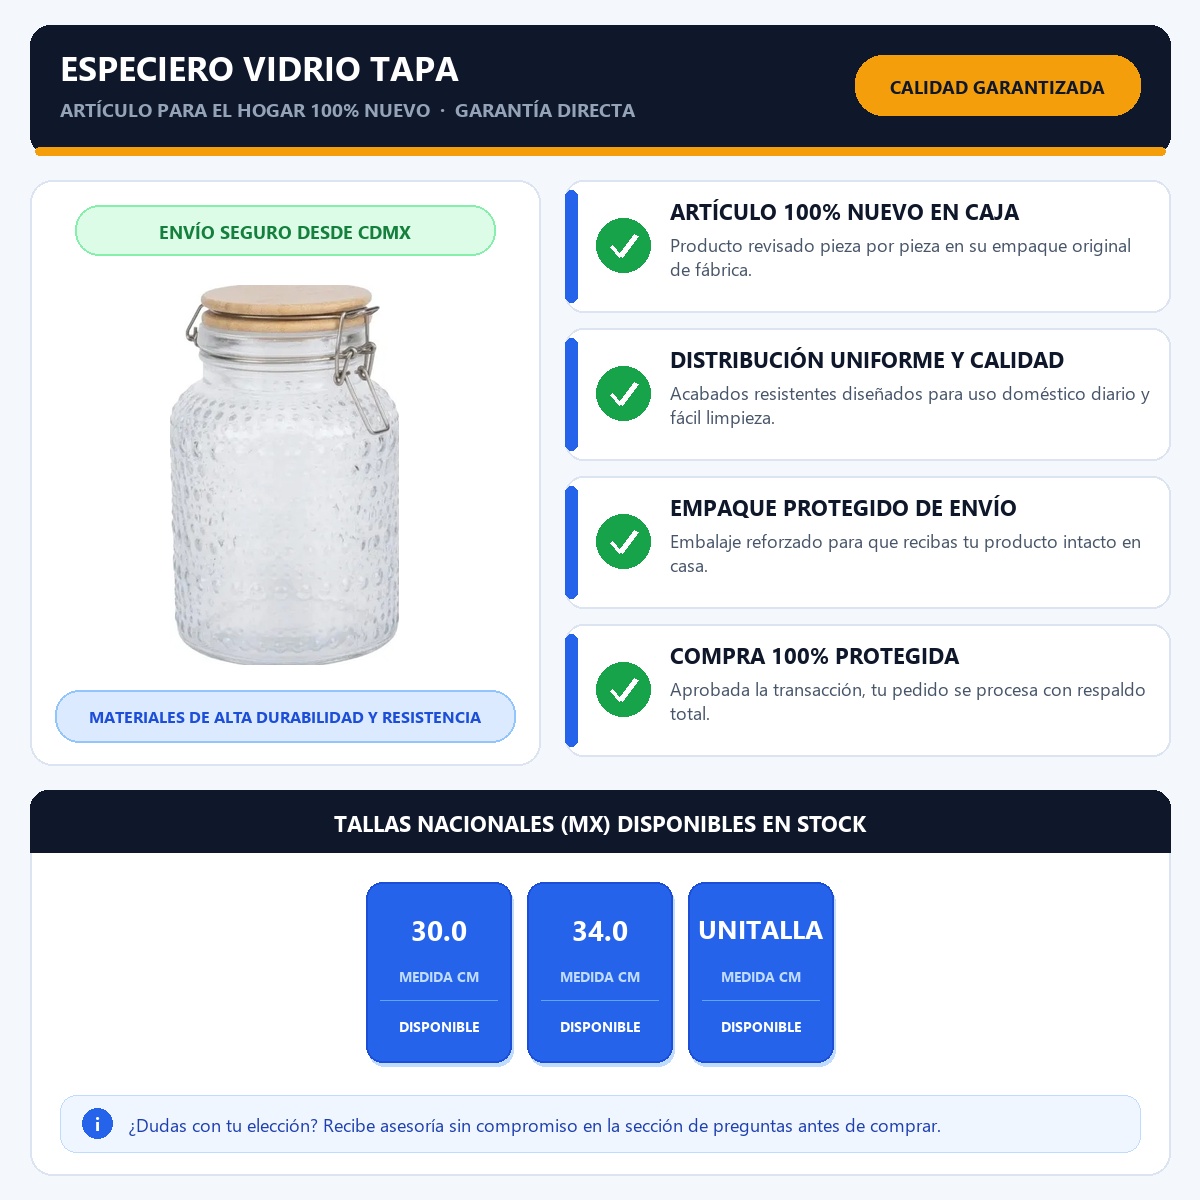 ESPECIERO VIDRIO TAPA
ARTÍCULO PARA EL HOGAR 100% NUEVO · GARANTÍA DIRECTA
CALIDAD GARANTIZADA
ENVÍO SEGURO DESDE CDMX
MATERIALES DE ALTA DURABILIDAD Y RESISTENCIA
ARTÍCULO 100% NUEVO EN CAJA
Producto revisado pieza por pieza en su empaque original
de fábrica.
DISTRIBUCIÓN UNIFORME Y CALIDAD
Acabados resistentes diseñados para uso doméstico diario y
fácil limpieza.
EMPAQUE PROTEGIDO DE ENVÍO
Embalaje reforzado para que recibas tu producto intacto en
casa.
COMPRA 100% PROTEGIDA
Aprobada la transacción, tu pedido se procesa con respaldo
total.
TALLAS NACIONALES (MX) DISPONIBLES EN STOCK
30.0
MEDIDA CM
DISPONIBLE
34.0
MEDIDA CM
DISPONIBLE
UNITALLA
MEDIDA CM
DISPONIBLE
¿Dudas con tu elección? Recibe asesoría sin compromiso en la sección de preguntas antes de comprar.